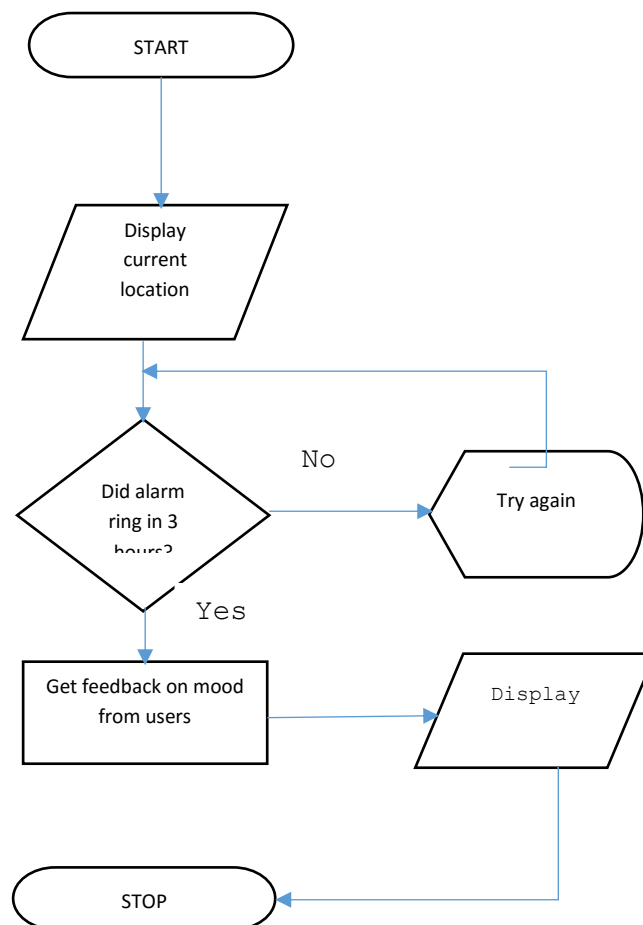 START
Display
current
location
No
Did alarm
ring in 3
hours?
Try again
Yes
Get feedback on mood
from users
Display
STOP